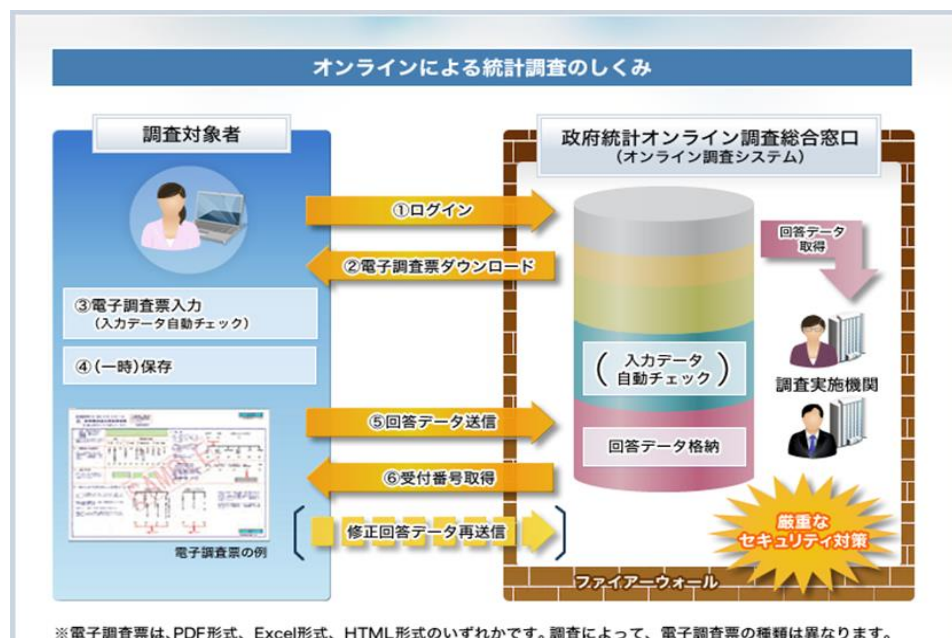 オンラインによる統計調査のしくみ
調査対象者
政府統計オンライン調査総合窓口
(オンライン調査システム)
①ログイン
②電子調査票ダウンロード
回答データ
取得
③電子調査票入力
(入力データ自動チェック)
④(一時)保存
(入力データ
自動チェック)
調査実施機関
⑤回答データ送信
回答データ格納
⑥受付番号取得
SAMPLE
修正回答データ再送信
電子調査票の例
厳重な
セキュリティ対策
ファイアーウォール
※電子調査票は、PDF形式、Excel形式、HTML形式のいずれかです。調査によって、電子調査票の種類は異なります。